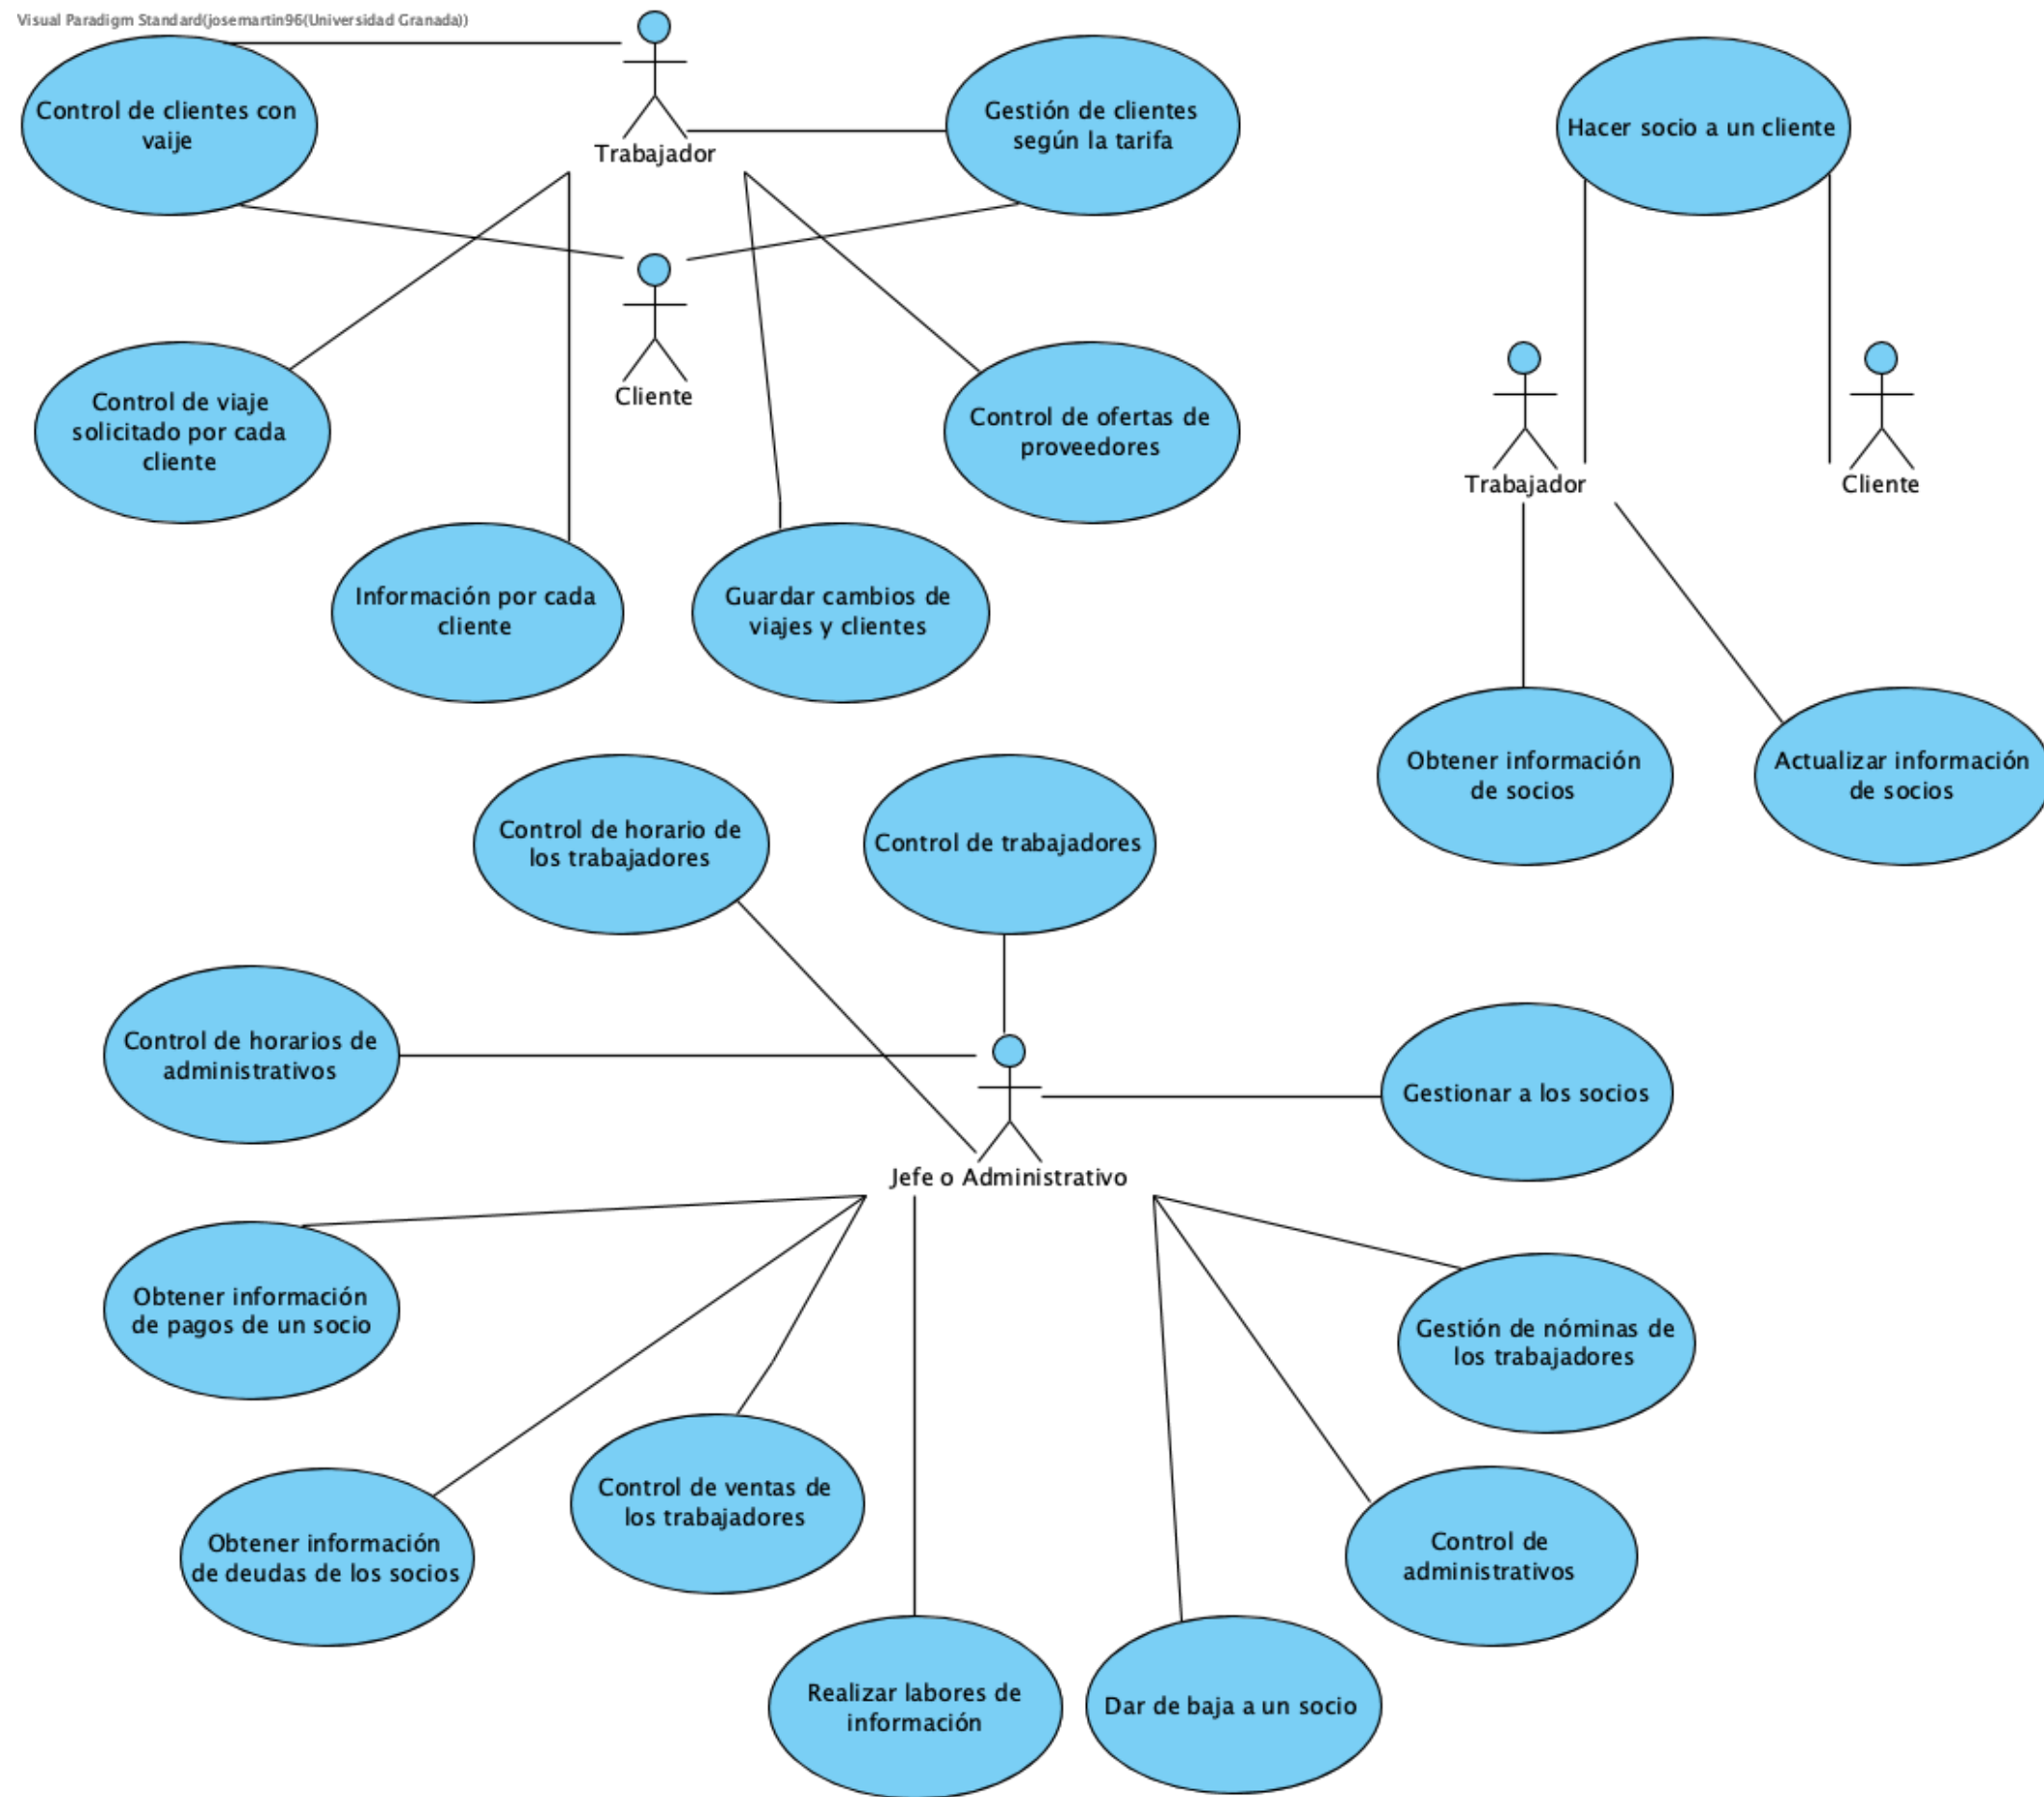 Visual Paradigm Standard(josemartin96(Universidad Granada))
Control de clientes con
vaije
Trabajador
Gestión de clientes
según la tarifa
Hacer socio a un cliente
Cliente
Control de viaje
solicitado por cada
cliente
Control de ofertas de
proveedores
Trabajador
Cliente
Información por cada
cliente
Guardar cambios de
viajes y clientes
Obtener información
de socios
Actualizar información
de socios
Control de horario de
los trabajadores
Control de trabajadores
Control de horarios de
administrativos
Gestionar a los socios
Jefe o Administrativo
Obtener información
de pagos de un socio
Gestión de nóminas de
los trabajadores
Control de ventas de
los trabajadores
Obtener información
de deudas de los socios
Control de
administrativos
Realizar labores de
información
Dar de baja a un socio